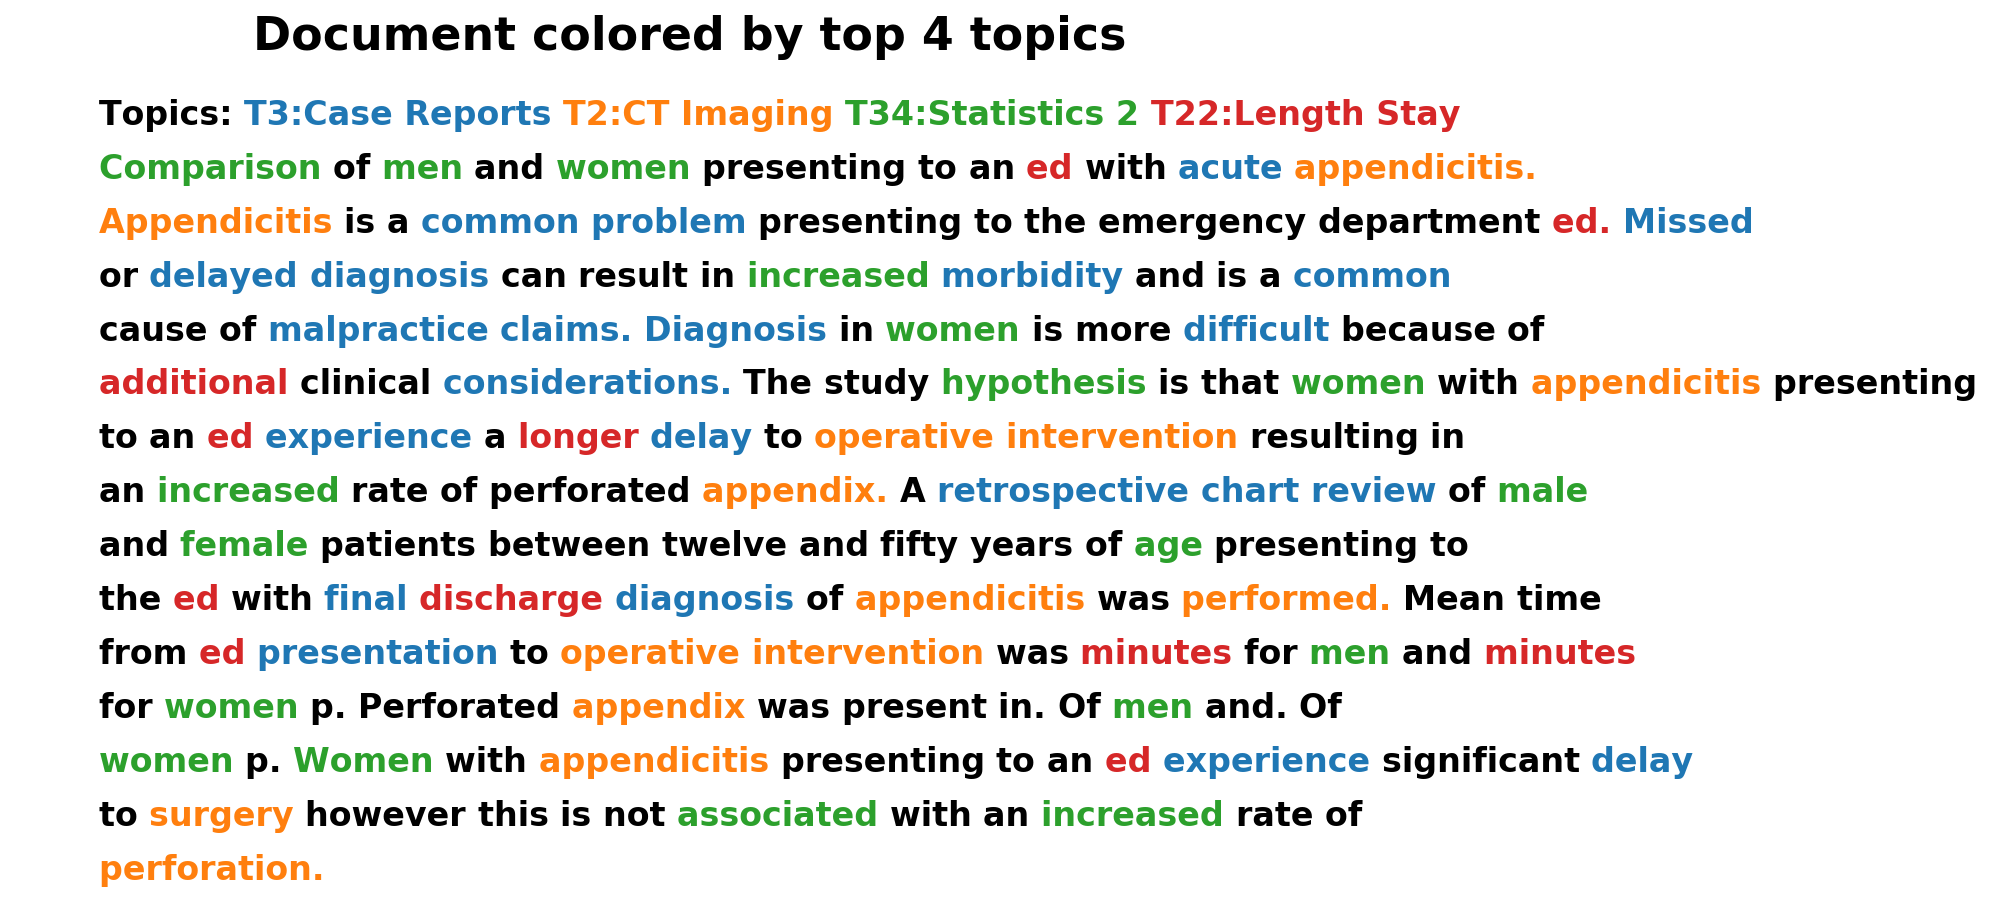 Document colored by top 4 topics
Topics: T3:Case Reports T2:CT Imaging T34:Statistics 2 T22:Length Stay
Comparison of men and women presenting to an ed with acute appendicitis.
Appendicitis is a common problem presenting to the emergency department ed. Missed
or delayed diagnosis can result in increased morbidity and is a common
cause of malpractice claims. Diagnosis in women is more difficult because of
additional clinical considerations. The study hypothesis is that women with appendicitis presenting
to an ed experience a longer delay to operative intervention resulting in
an increased rate of perforated appendix. A retrospective chart review of male
and female patients between twelve and fifty years of age presenting to
the ed with final discharge diagnosis of appendicitis was performed. Mean time
from ed presentation to operative intervention was minutes for men and minutes
for women p. Perforated appendix was present in. Of men and. Of
women p. Women with appendicitis presenting to an ed experience significant delay
to surgery however this is not associated with an increased rate of
perforation.